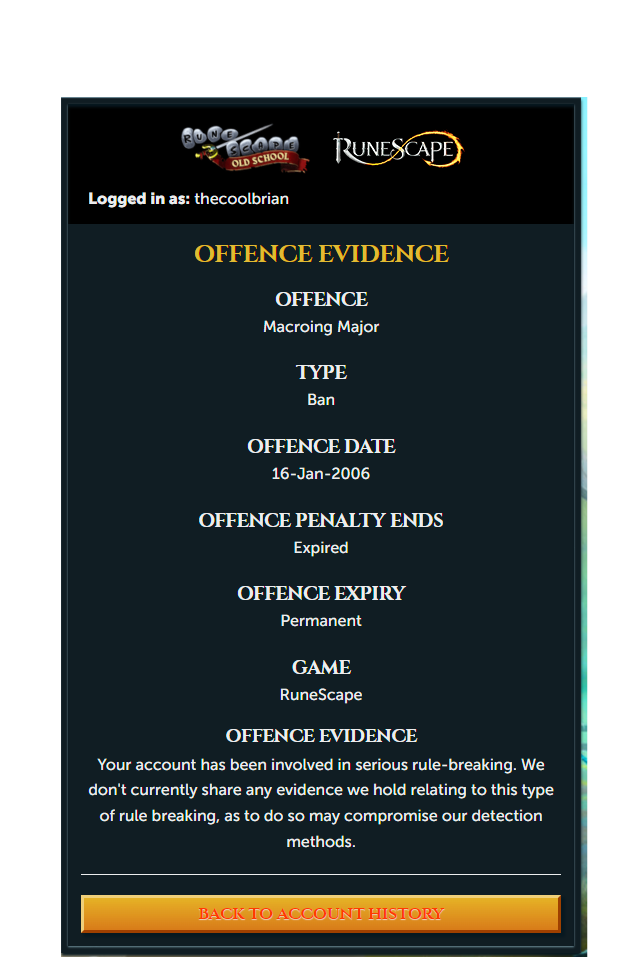 RUNE SCAPE
OLD SCHOOL
RUNESCAPE
Logged in as: thecoolbrian
OFFENCE EVIDENCE
OFFENCE
Macroing Major
TYPE
Ban
OFFENCE DATE
16-Jan-2006
OFFENCE PENALTY ENDS
Expired
OFFENCE EXPIRY
Permanent
GAME
RuneScape
OFFENCE EVIDENCE
Your account has been involved in serious rule-breaking. We
don't currently share any evidence we hold relating to this type
of rule breaking, as to do so may compromise our detection
methods.
BACK TO ACCOUNT HISTORY